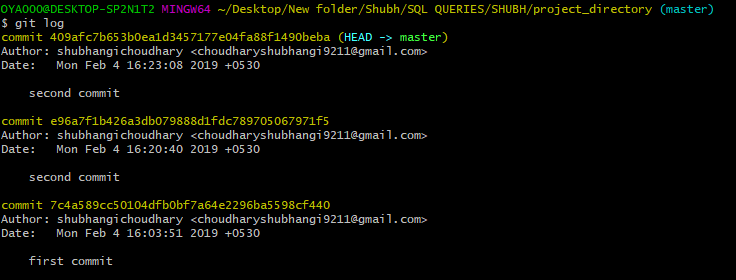 OYAOOO@DESKTOP-SP2N1T2 MINGW64 ~/Desktop/New folder/Shubh/SQL QUERIES/SHUBH/project_directory (master)
$ git log
commit 409afc7b653b0ea1d3457177e04fa88f1490beba (HEAD -> master)
Author: shubhangichoudhary <choudharyshubhangi9211@gmail.com>
Date:   Mon Feb 4 16:23:08 2019 +0530
    second commit
commit e96a7f1b426a3db079888d1fdc789705067971f5
Author: shubhangichoudhary <choudharyshubhangi9211@gmail.com>
Date:   Mon Feb 4 16:20:40 2019 +0530
    second commit
commit 7c4a589cc50104dfb0bf7a64e2296ba5598cf440
Author: shubhangichoudhary <choudharyshubhangi9211@gmail.com>
Date:   Mon Feb 4 16:03:51 2019 +0530
    first commit